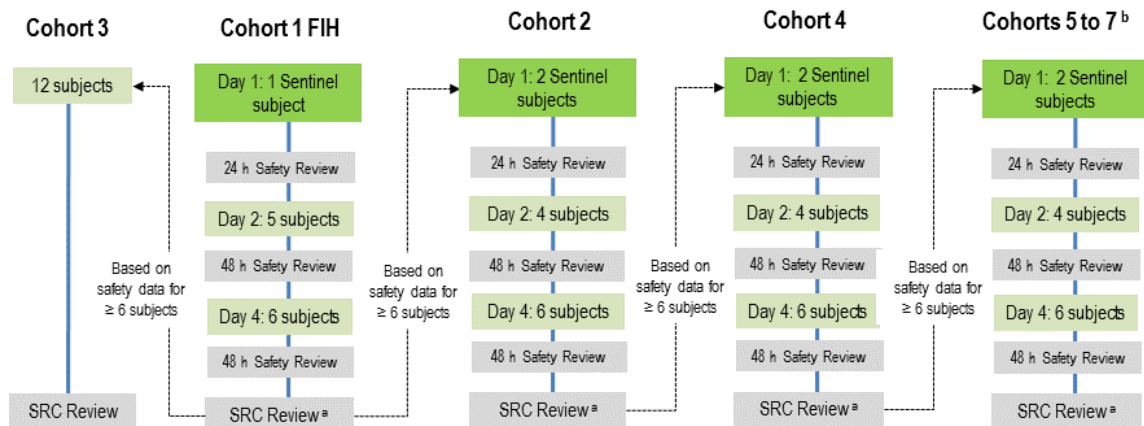 Cohort 3
12 subjects
SRC Review
Based on
safety data for
≥ 6 subjects
Cohort 1 FIH
Day 1: 1 Sentinel
subject
24 h Safety Review
Day 2: 5 subjects
48 h Safety Review
Day 4: 6 subjects
48 h Safety Review
SRC Review a
Based on
safety data for
≥ 6 subjects
Cohort 2
Day 1: 2 Sentinel
subjects
24 h Safety Review
Day 2: 4 subjects
48 h Safety Review
Day 4: 6 subjects
48 h Safety Review
SRC Review a
Based on
safety data for
≥ 6 subjects
Cohort 4
Day 1: 2 Sentinel
subjects
24 h Safety Review
Day 2: 4 subjects
48 h Safety Review
Day 4: 6 subjects
48 h Safety Review
SRC Review a
Based on
safety data for
≥ 6 subjects
Cohorts 5 to 7 b
Day 1: 2 Sentinel
subjects
24 h Safety Review
Day 2: 4 subjects
48 h Safety Review
Day 4: 6 subjects
48 h Safety Review
SRC Review a